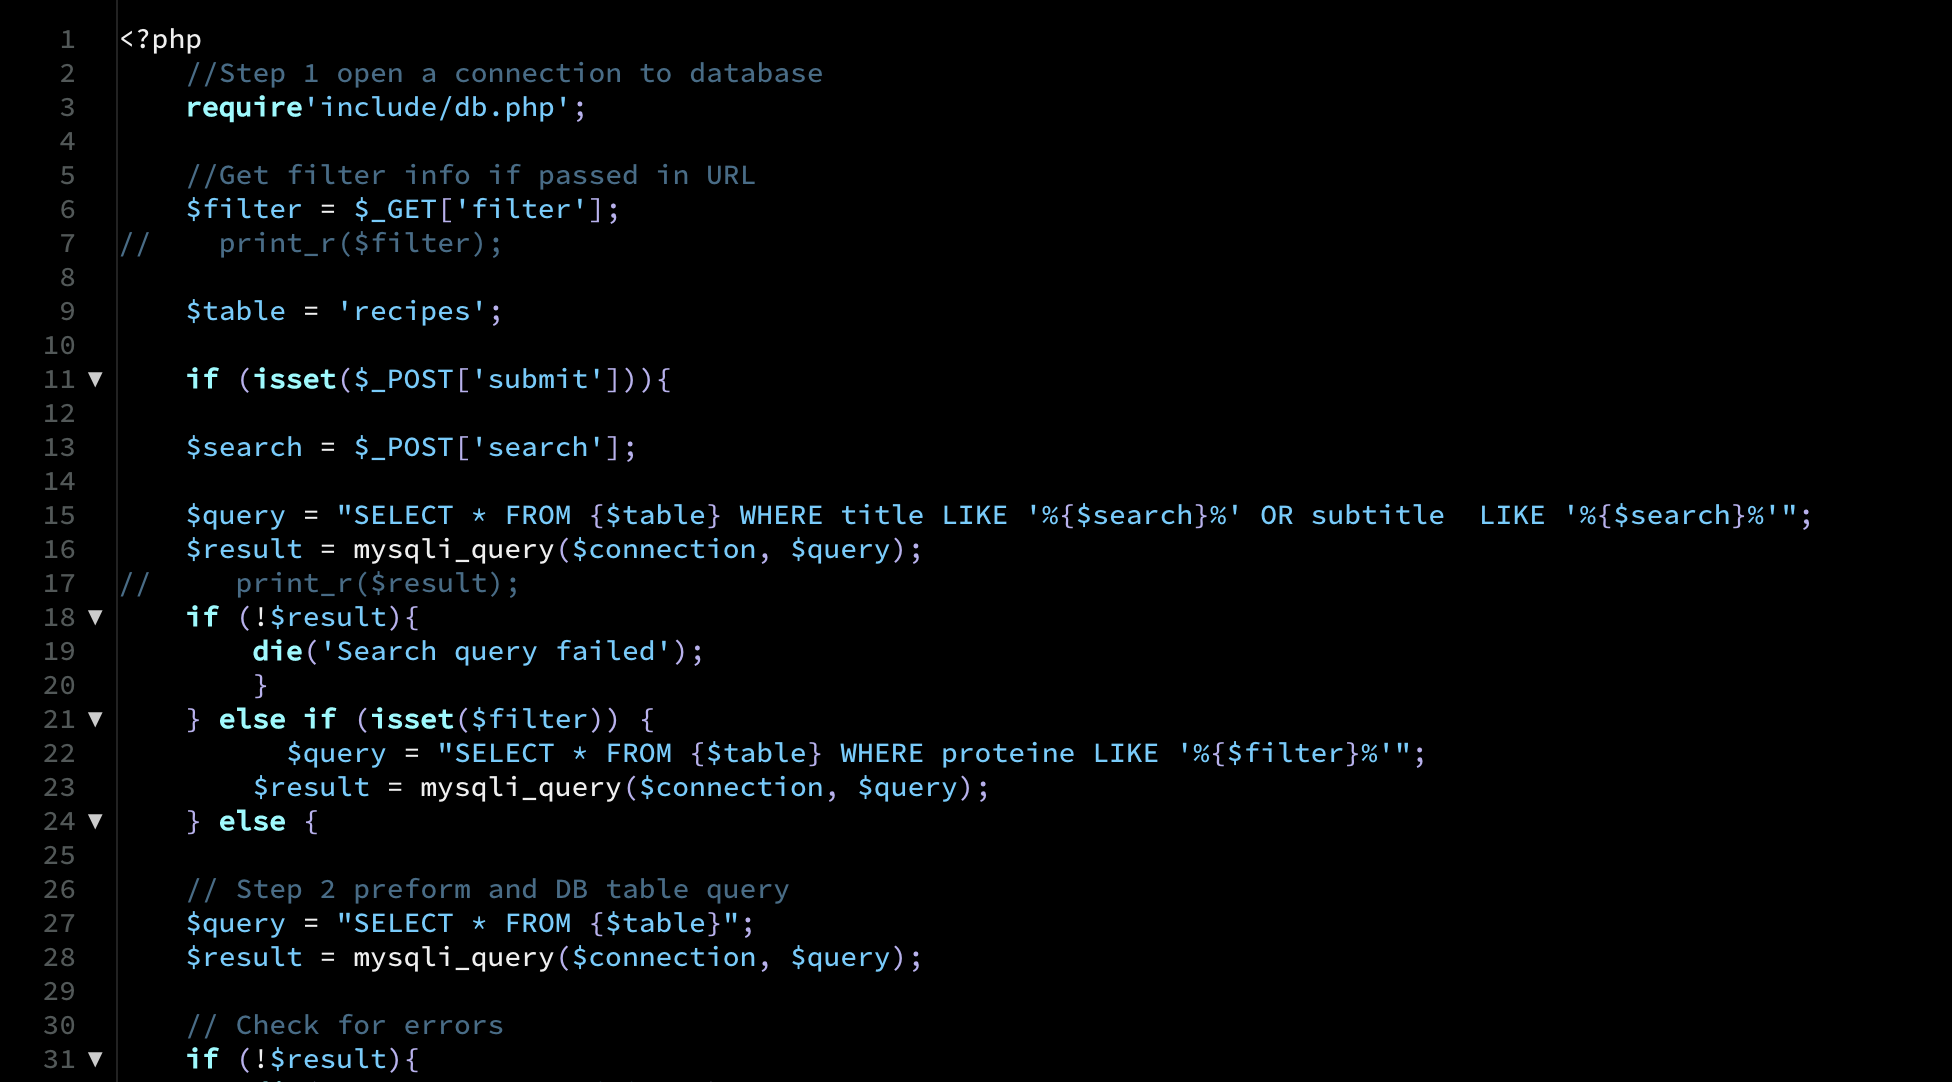 1 <?php
2     //Step 1 open a connection to database
3     require'include/db.php';
4
5     //Get filter info if passed in URL
6     $filter = $_GET['filter'];
7 //    print_r($filter);
8
9     $table = 'recipes';
10
11 ▼     if (isset($_POST['submit'])){
12
13     $search = $_POST['search'];
14
15     $query = "SELECT * FROM {$table} WHERE title LIKE '%{$search}%' OR subtitle  LIKE '%{$search}%'";
16     $result = mysqli_query($connection, $query);
17 //     print_r($result);
18 ▼     if (!$result){
19         die('Search query failed');
20         }
21 ▼     } else if (isset($filter)) {
22           $query = "SELECT * FROM {$table} WHERE proteine LIKE '%{$filter}%'";
23         $result = mysqli_query($connection, $query);
24 ▼     } else {
25
26     // Step 2 preform and DB table query
27     $query = "SELECT * FROM {$table}";
28     $result = mysqli_query($connection, $query);
29
30     // Check for errors
31 ▼     if (!$result){